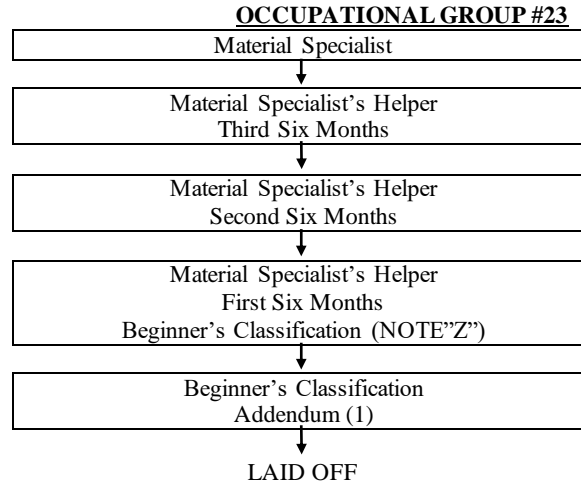 OCCUPATIONAL GROUP #23
Material Specialist
Material Specialist’s Helper
Third Six Months
Material Specialist’s Helper
Second Six Months
Material Specialist’s Helper
First Six Months
Beginner’s Classification (NOTE”Z”)
Beginner’s Classification
Addendum (1)
LAID OFF